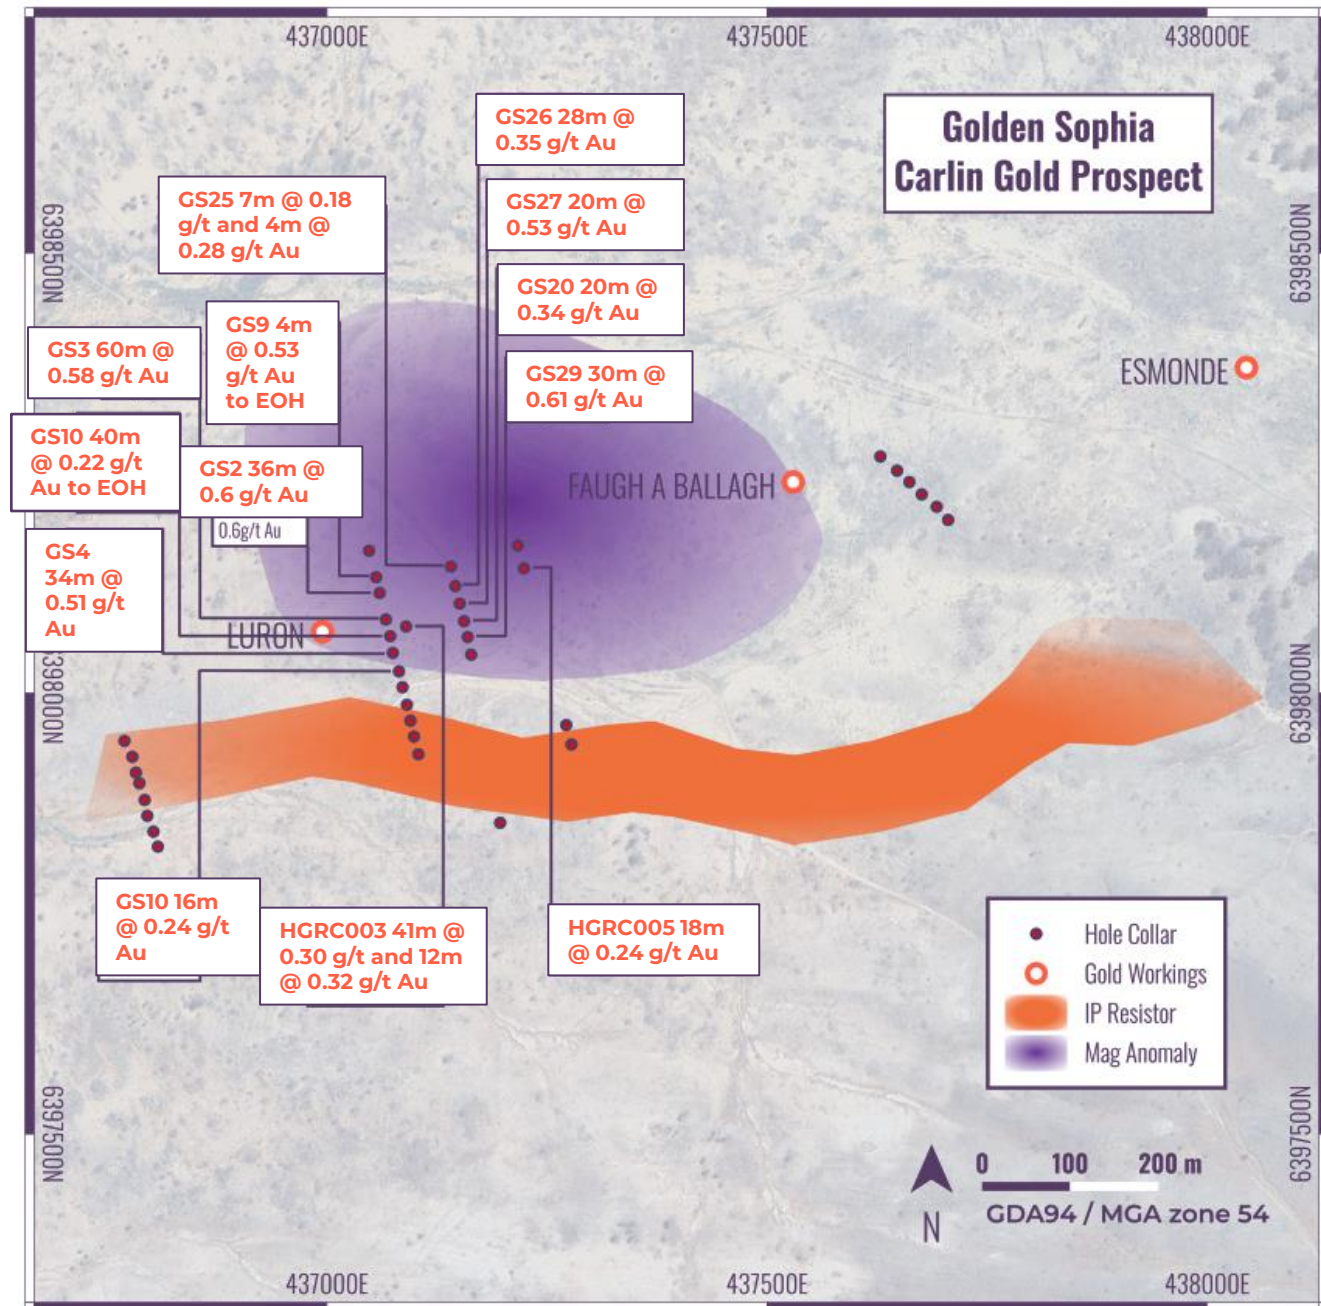 437000E
437500E
438000E
Golden Sophia
Carlin Gold Prospect
GS26 28m @
0.35 g/t Au
GS25 7m @ 0.18
g/t and 4m @
0.28 g/t Au
GS27 20m @
0.53 g/t Au
6398500N
6398500N
GS20 20m @
0.34 g/t Au
GS9 4m
@ 0.53
g/t Au
to EOH
GS3 60m @
0.58 g/t Au
GS29 30m @
0.61 g/t Au
ESMONDE
GS10 40m
@ 0.22 g/t
Au to EOH
GS2 36m @
0.6 g/t Au
FAUGH A BALLAGH
0.6g/t Au
GS4
34m @
0.51 g/t
Au
LURON
398000N
6398000N
GS10 16m
@ 0.24 g/t
Au
HGRC003 41m @
0.30 g/t and 12m
@ 0.32 g/t Au
HGRC005 18m
@ 0.24 g/t Au
Hole Collar
Gold Workings
IP Resistor
Mag Anomaly
6397500N
6397500N
0 100 200 m
N
GDA94 / MGA zone 54
437000E
437500E
438000E